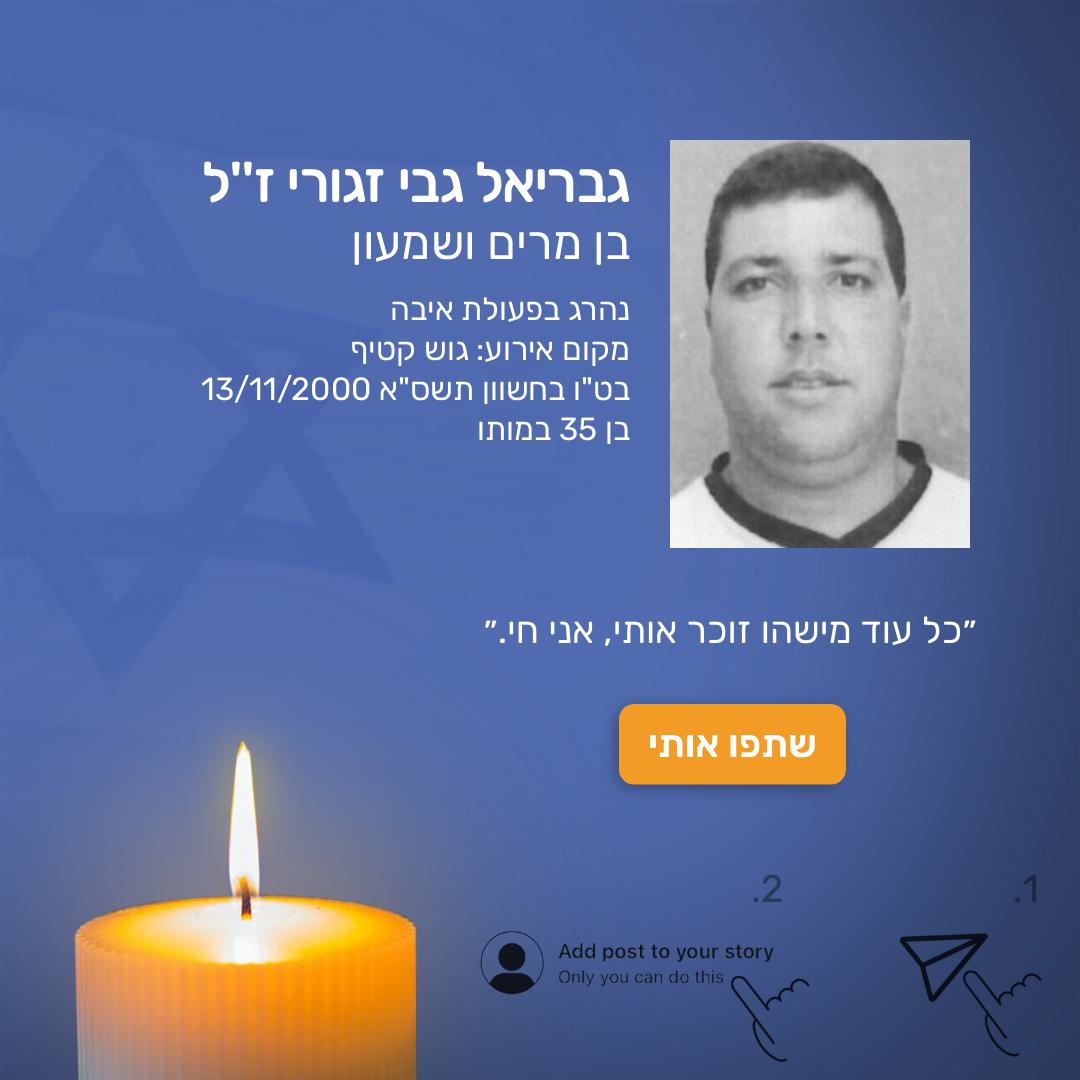 גבריאל גבי זגורי ז"ל
בן מרים ושמעון
נהרג בפעולת איבה
מקום אירוע: גוש קטיף
בט"ו בחשוון תשס"א 13/11/2000
בן 35 במותו
״כל עוד מישהו זוכר אותי, אני חי.״
שתפו אותי
.1
.2
Add post to your story
Only you can do this